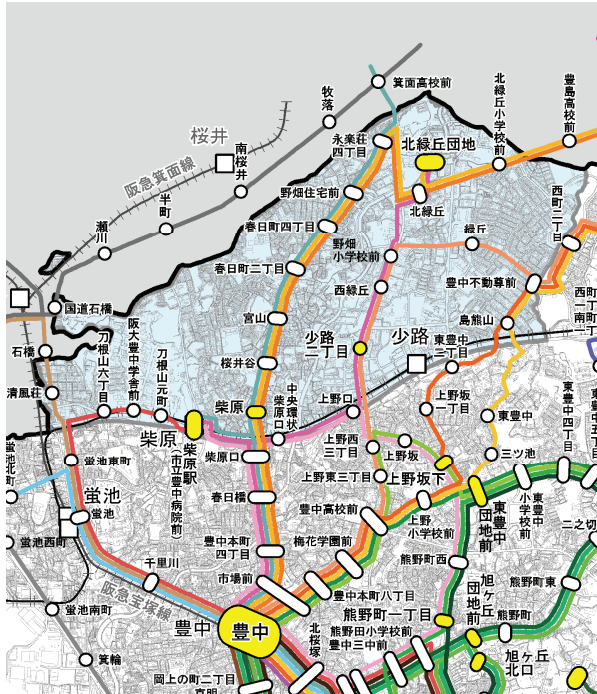 箕面高校前
牧落
北緑丘小学校前
豊島高校前
桜井
永楽荘
四丁目
北緑丘団地
南桜井
阪急箕面線
野畑住宅前
北緑丘
西町二丁目
半町
瀬川
春日町四丁目
野畑
小学校前
緑丘
春日町二丁目
西緑丘
豊中不動尊前
国道石橋
宮山
島熊山
石橋
刀根山六丁目
阪大豊中学舎前
刀根山元町
少路
二丁目
少路
東豊中
二丁目
桜井谷
清風荘
柴原
中央環状
柴原口
上野口
上野坂
一丁目
東豊中
東豊中四丁目
東豊中五丁目
柴原
柴原駅
(市立豊中病院前)
柴原口
上野西
三丁目
上野坂
三ツ池
蛍池東町
蛍池北町
上野東三丁目
上野坂下
蛍池
春日橋
豊中高校前
上野
小学校前
東豊中
団地前
東豊中
小学校前
二之切
蛍池
蛍池西町
豊中本町
四丁目
梅花学園前
千里川
市場前
熊野町西
旭ヶ丘
団地前
熊野町東
阪急宝塚線
豊中本町八丁目
蛍池南町
豊中
豊中
熊野町一丁目
熊野町
北桜塚
熊野田小学校前
豊中三中前
旭ヶ丘
北口
箕輪
岡上の町二丁目